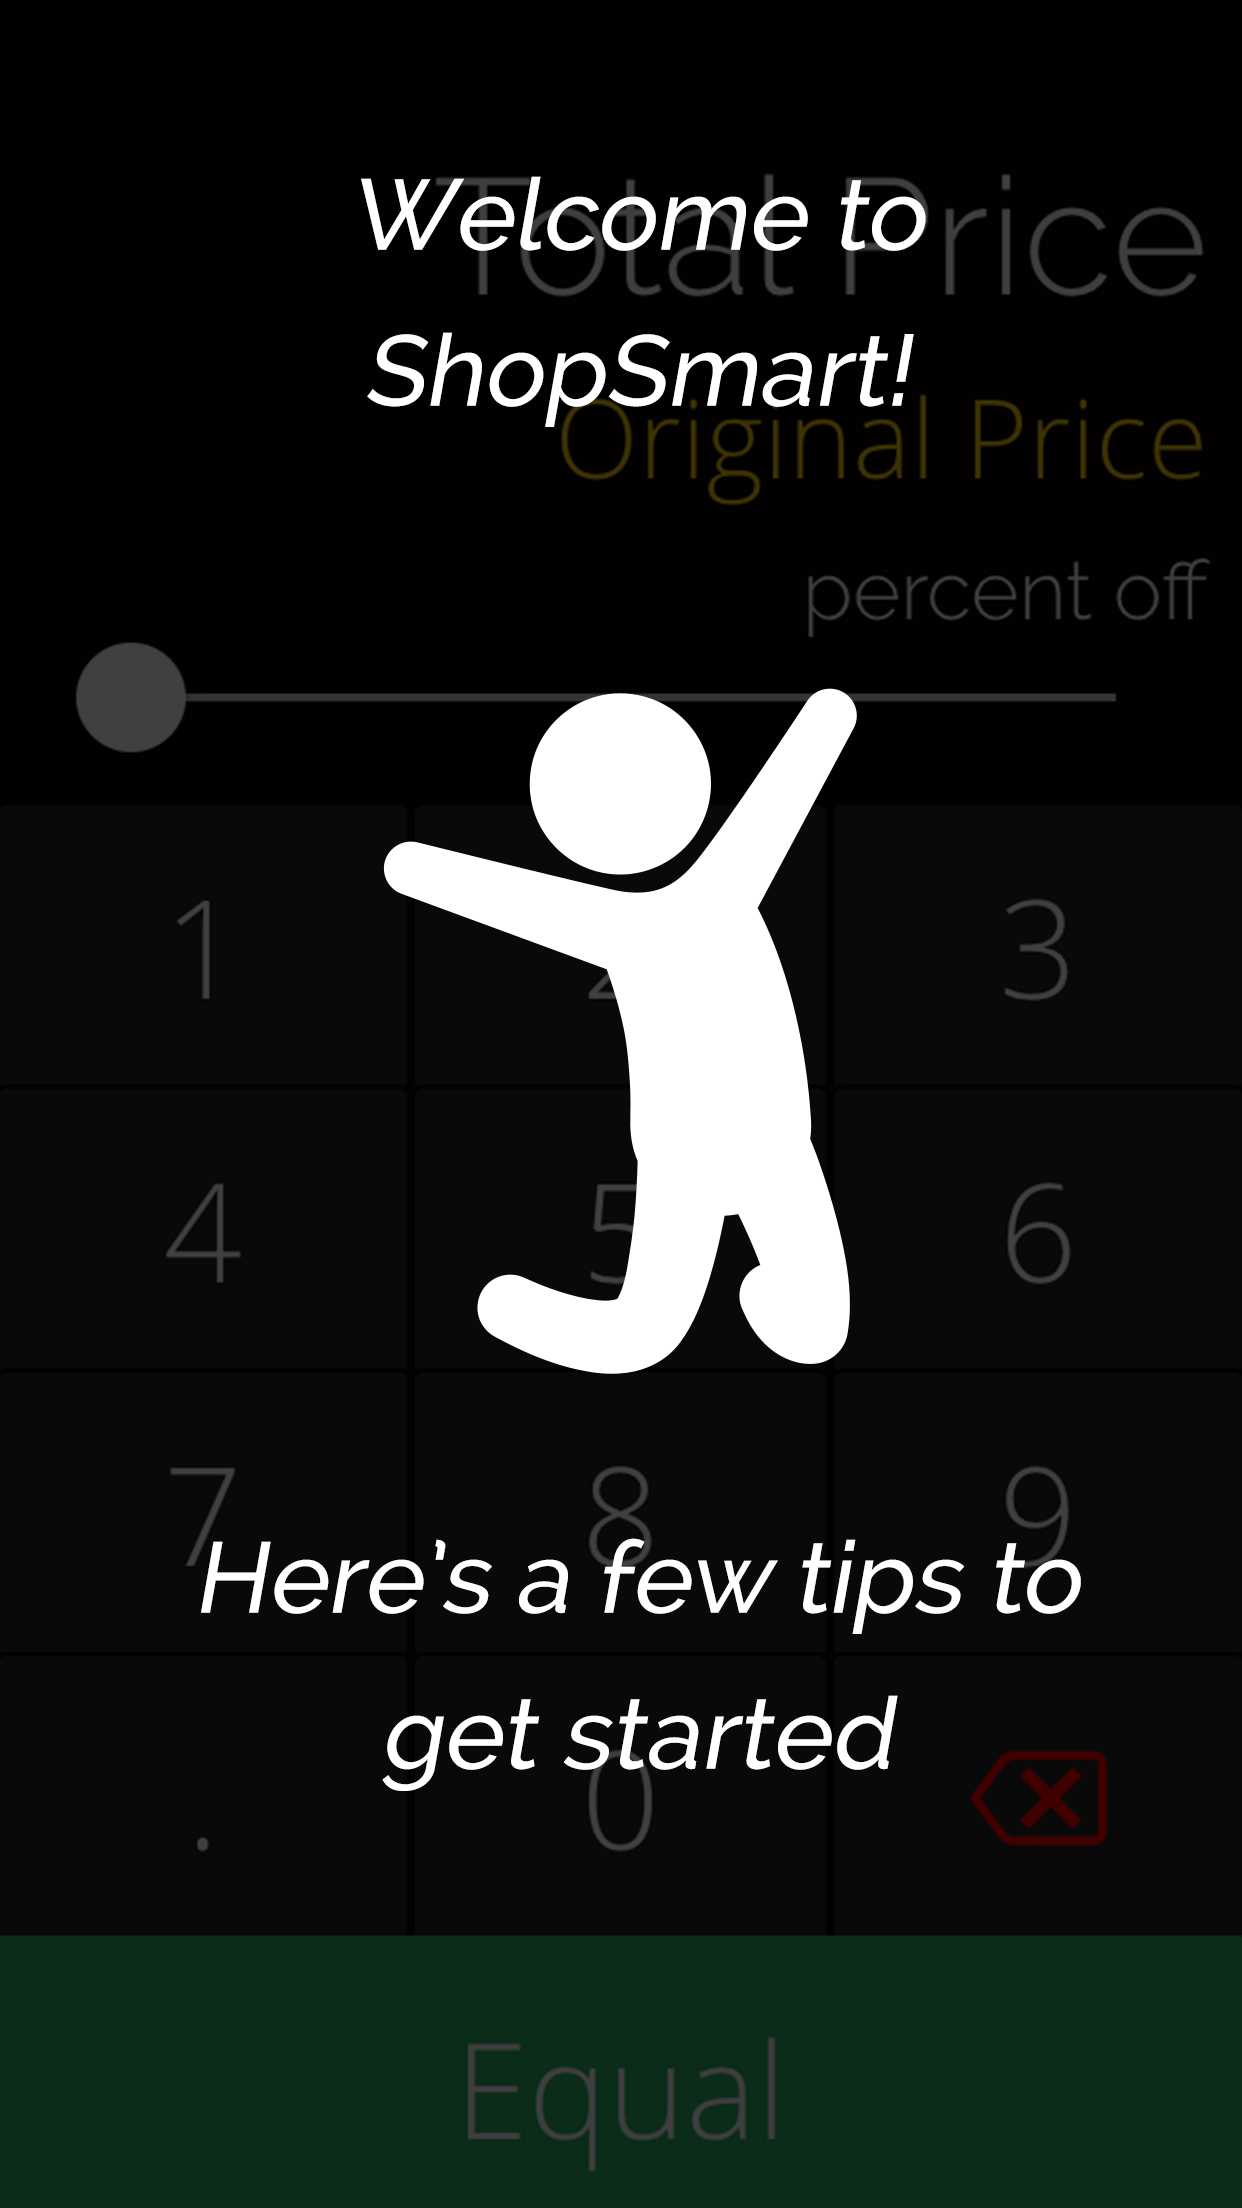 Welcome to
Total Price
ShopSmart!
Original Price
percent off
1 2 3
4 5 6
7 8 9
Here's a few tips to
get started
. 0
Equal